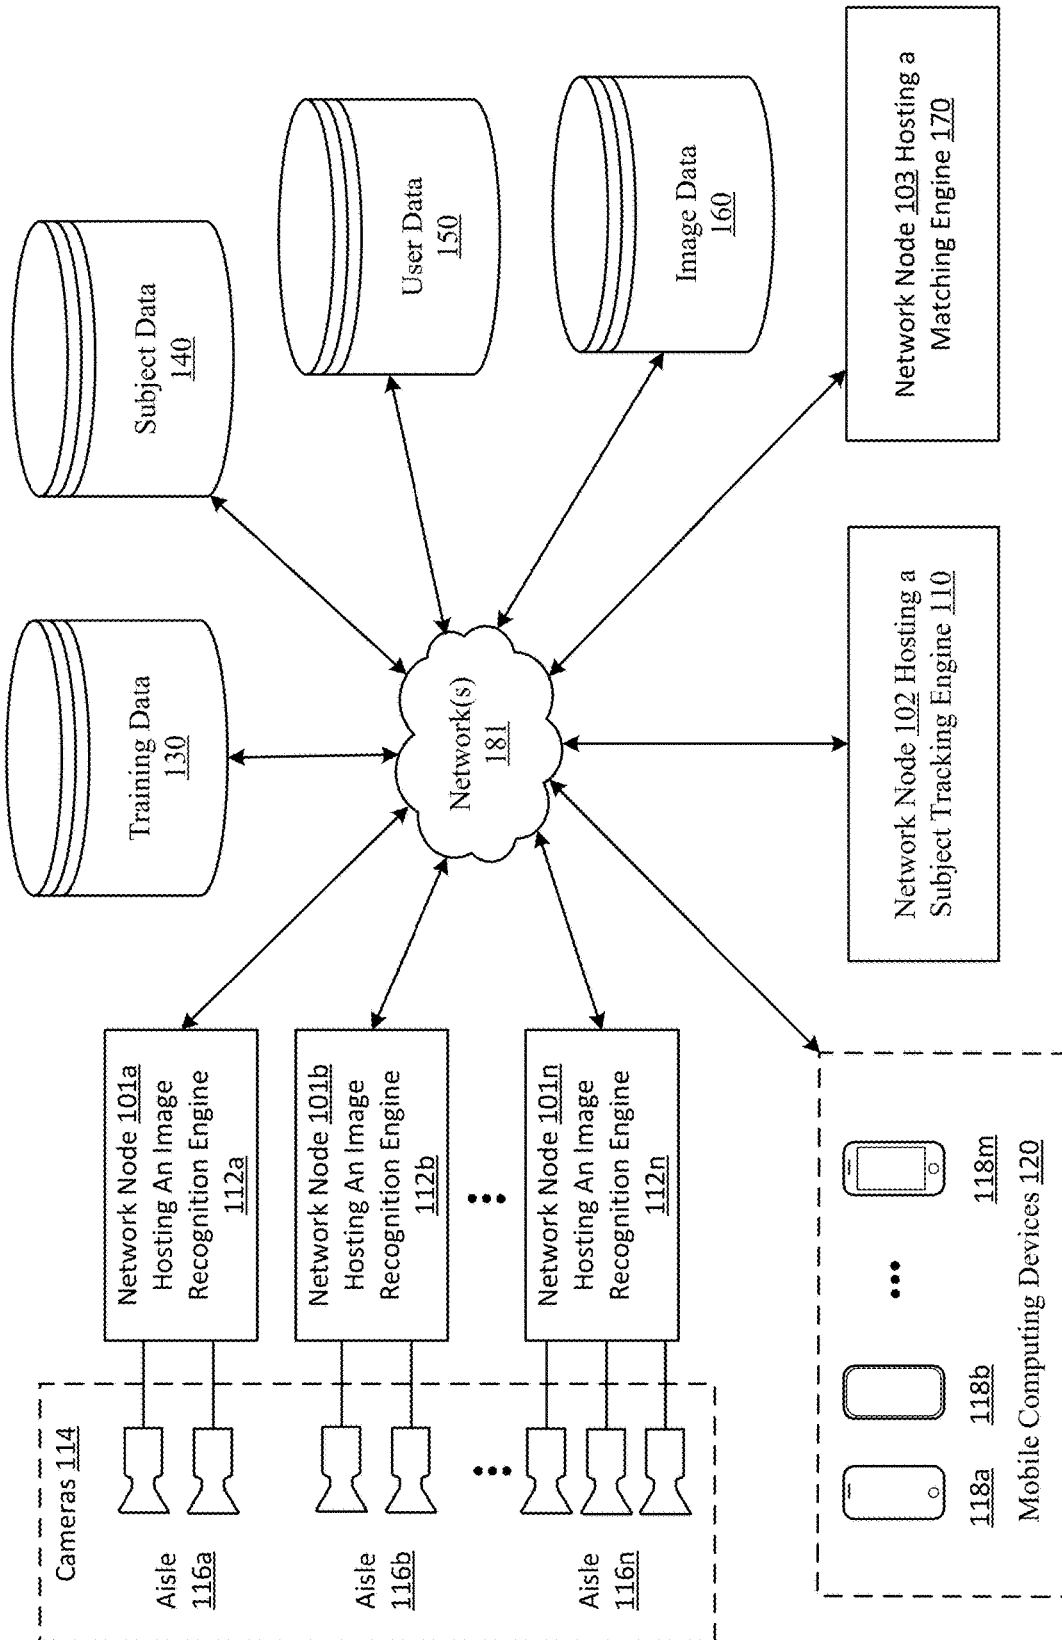 Cameras 114
Aisle
116a
Aisle
116b
Aisle
116n
Network Node 101a
Hosting An Image
Recognition Engine
112a
Network Node 101b
Hosting An Image
Recognition Engine
112b
Network Node 101n
Hosting An Image
Recognition Engine
112n
Training Data
130
Subject Data
140
User Data
150
Image Data
160
Network(s)
181
118a
118b
118m
Mobile Computing Devices 120
Network Node 102 Hosting a
Subject Tracking Engine 110
Network Node 103 Hosting a
Matching Engine 170